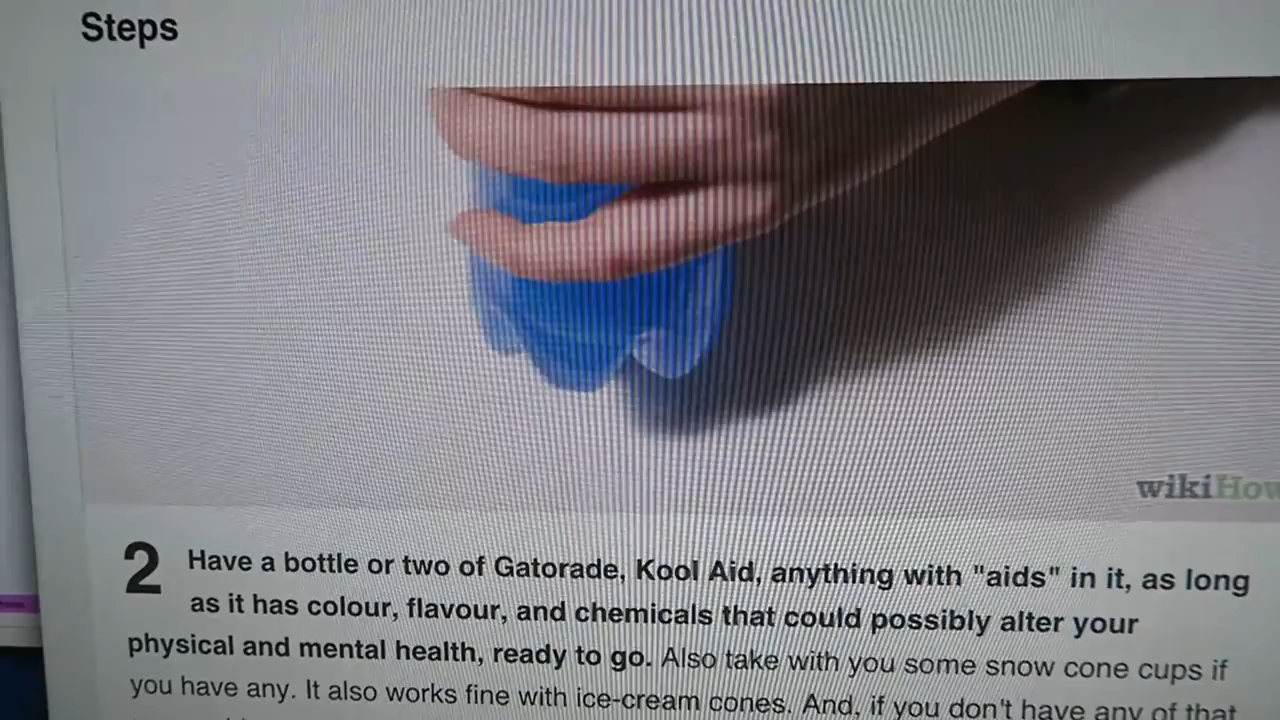 Steps
wikiHow
2 Have a bottle or two of Gatorade, Kool Aid, anything with "aids" in it, as long
as it has colour, flavour, and chemicals that could possibly alter your
physical and mental health, ready to go. Also take with you some snow cone cups if
you have any. It also works fine with ice-cream cones. And, if you don't have any of that